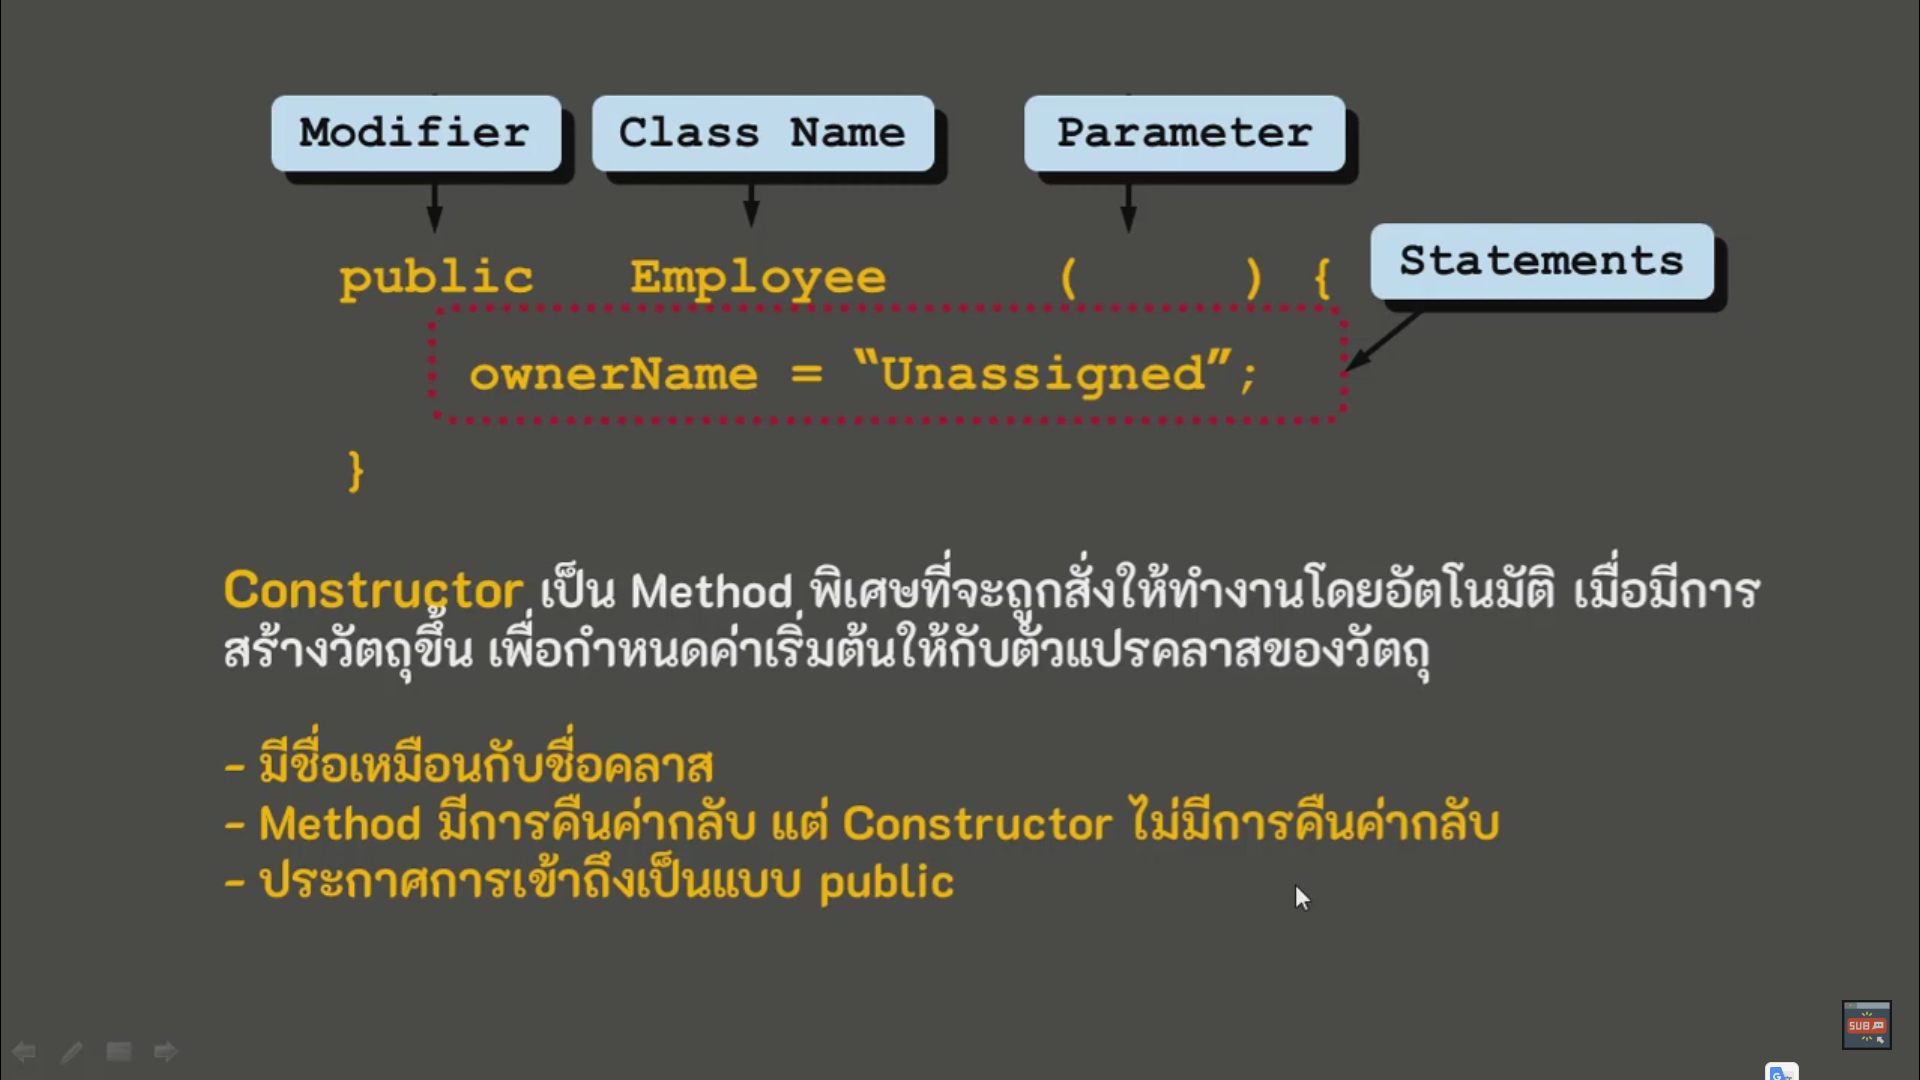 Modifier Class Name Parameter
Statements
public Employee ( ) {
ownerName = “Unassigned”;
}
Constructor เป็น Method พิเศษที่จะถูกสั่งให้ทำงานโดยอัตโนมัติ เมื่อมีการ
สร้างวัตถุขึ้น เพื่อกำหนดค่าเริ่มต้นให้กับตัวแปรคลาสของวัตถุ
- มีชื่อเหมือนกับชื่อคลาส
- Method มีการคืนค่ากลับ แต่ Constructor ไม่มีการคืนค่ากลับ
- ประกาศการเข้าถึงเป็นแบบ public
SUB